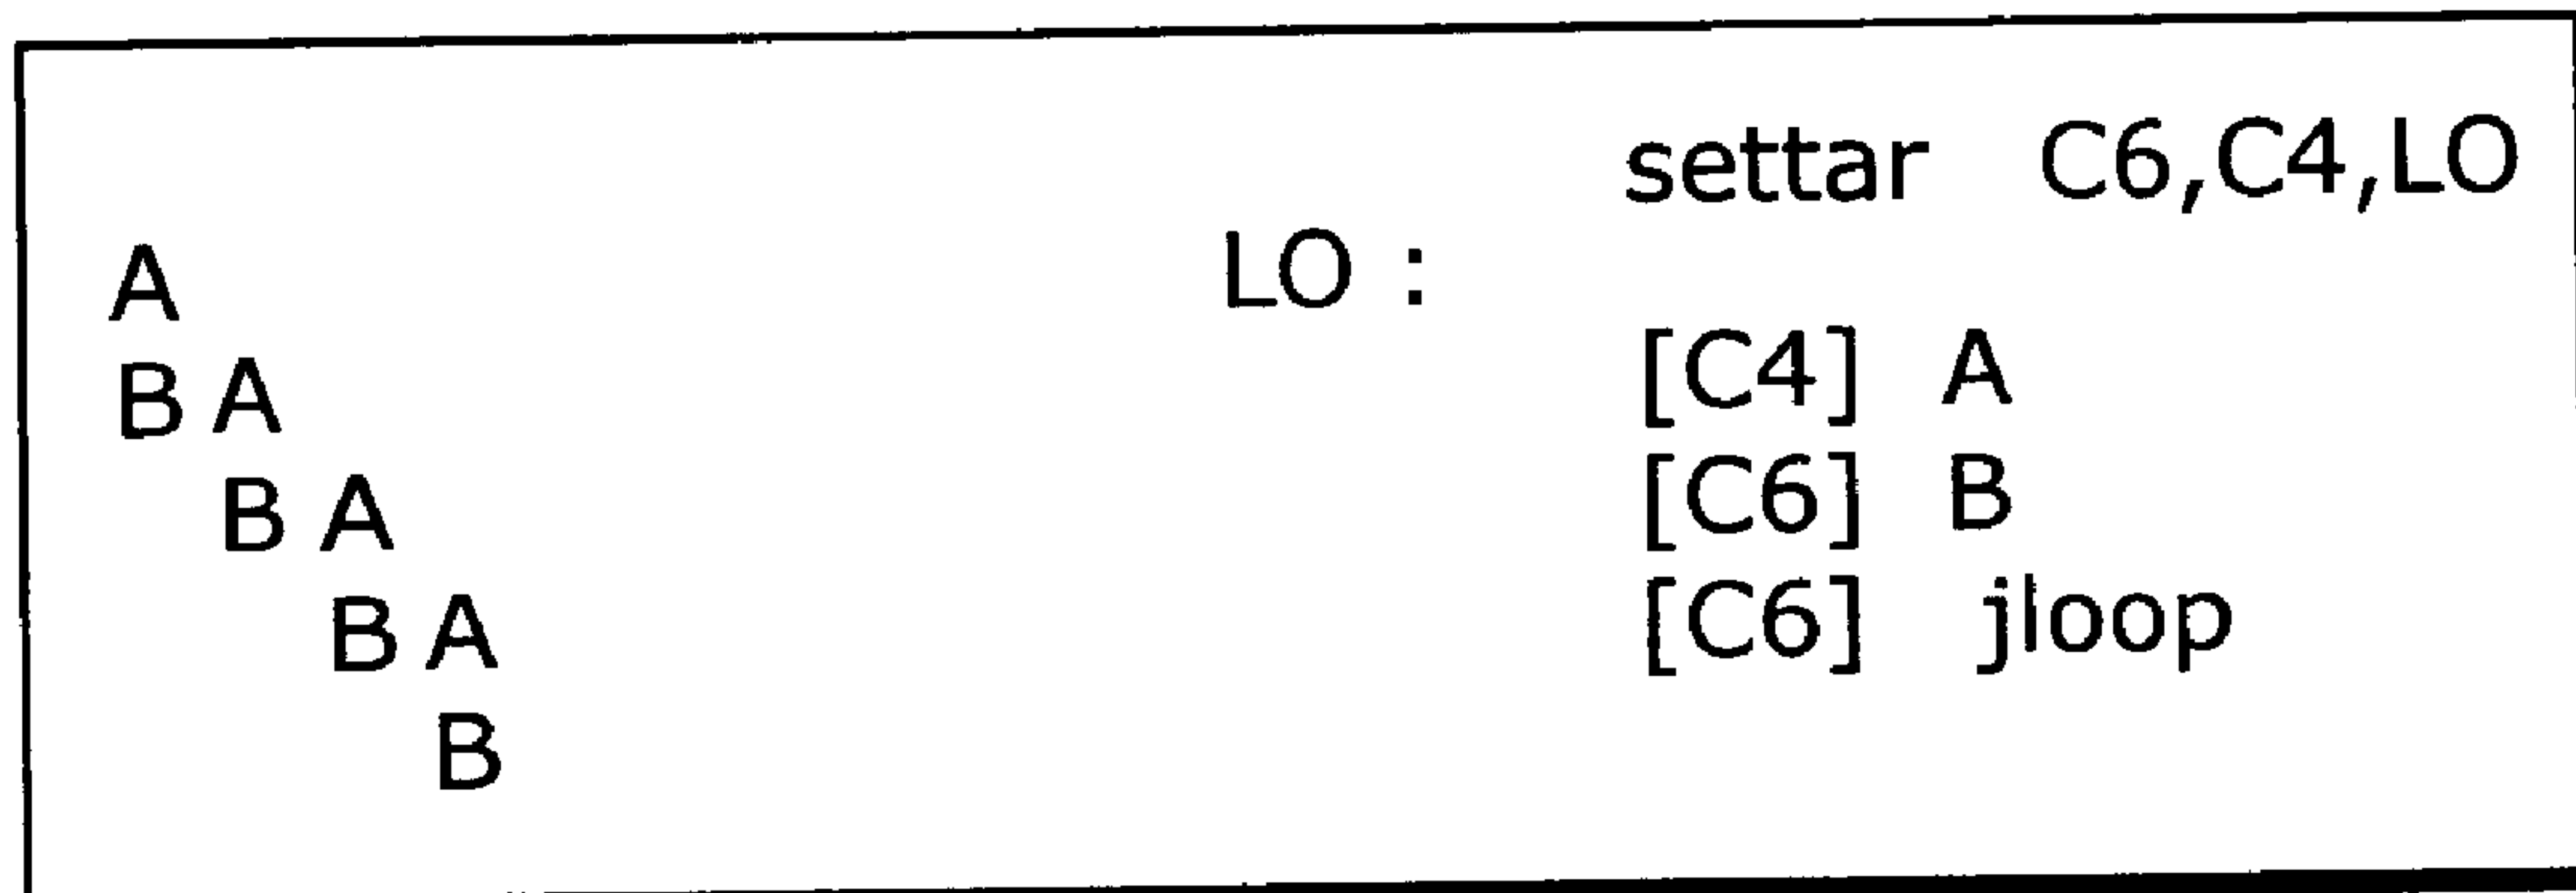 settar C6,C4,LO
A LO :
B A [C4] A
B A [C6] B
B A [C6] jloop
B